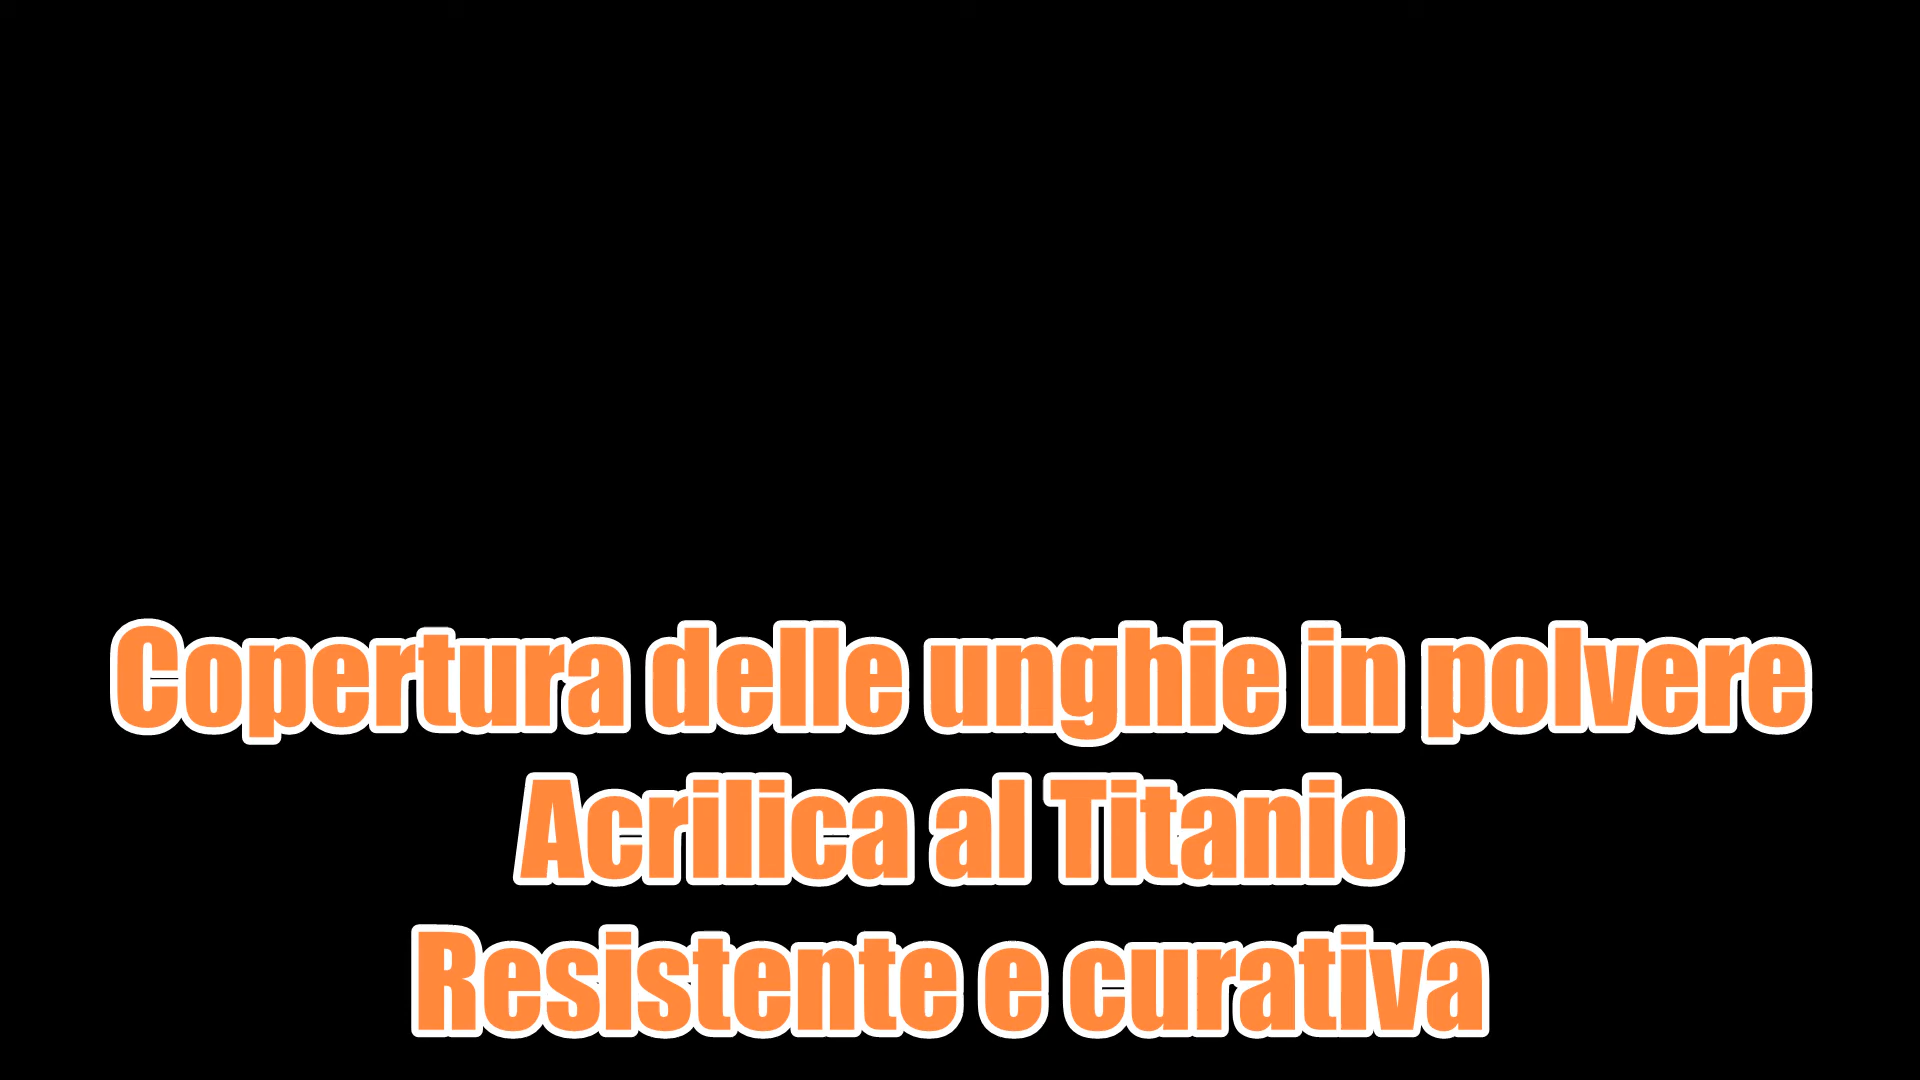 Copertura delle unghie in polvere
Acrilica al Titanio
Resistente e curativa